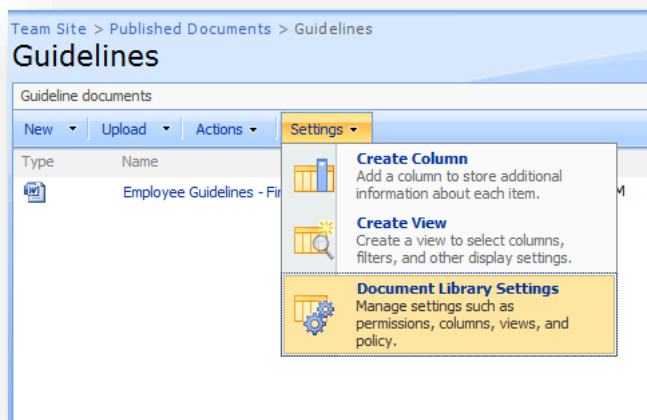 Team Site > Published Documents > Guidelines
Guidelines
Guideline documents
New Upload Actions Settings
Type Name
Employee Guidelines - Fi M
Create Column
Add a column to store additional
information about each item.
Create View
Create a view to select columns,
filters, and other display settings.
Document Library Settings
Manage settings such as
permissions, columns, views, and
policy.